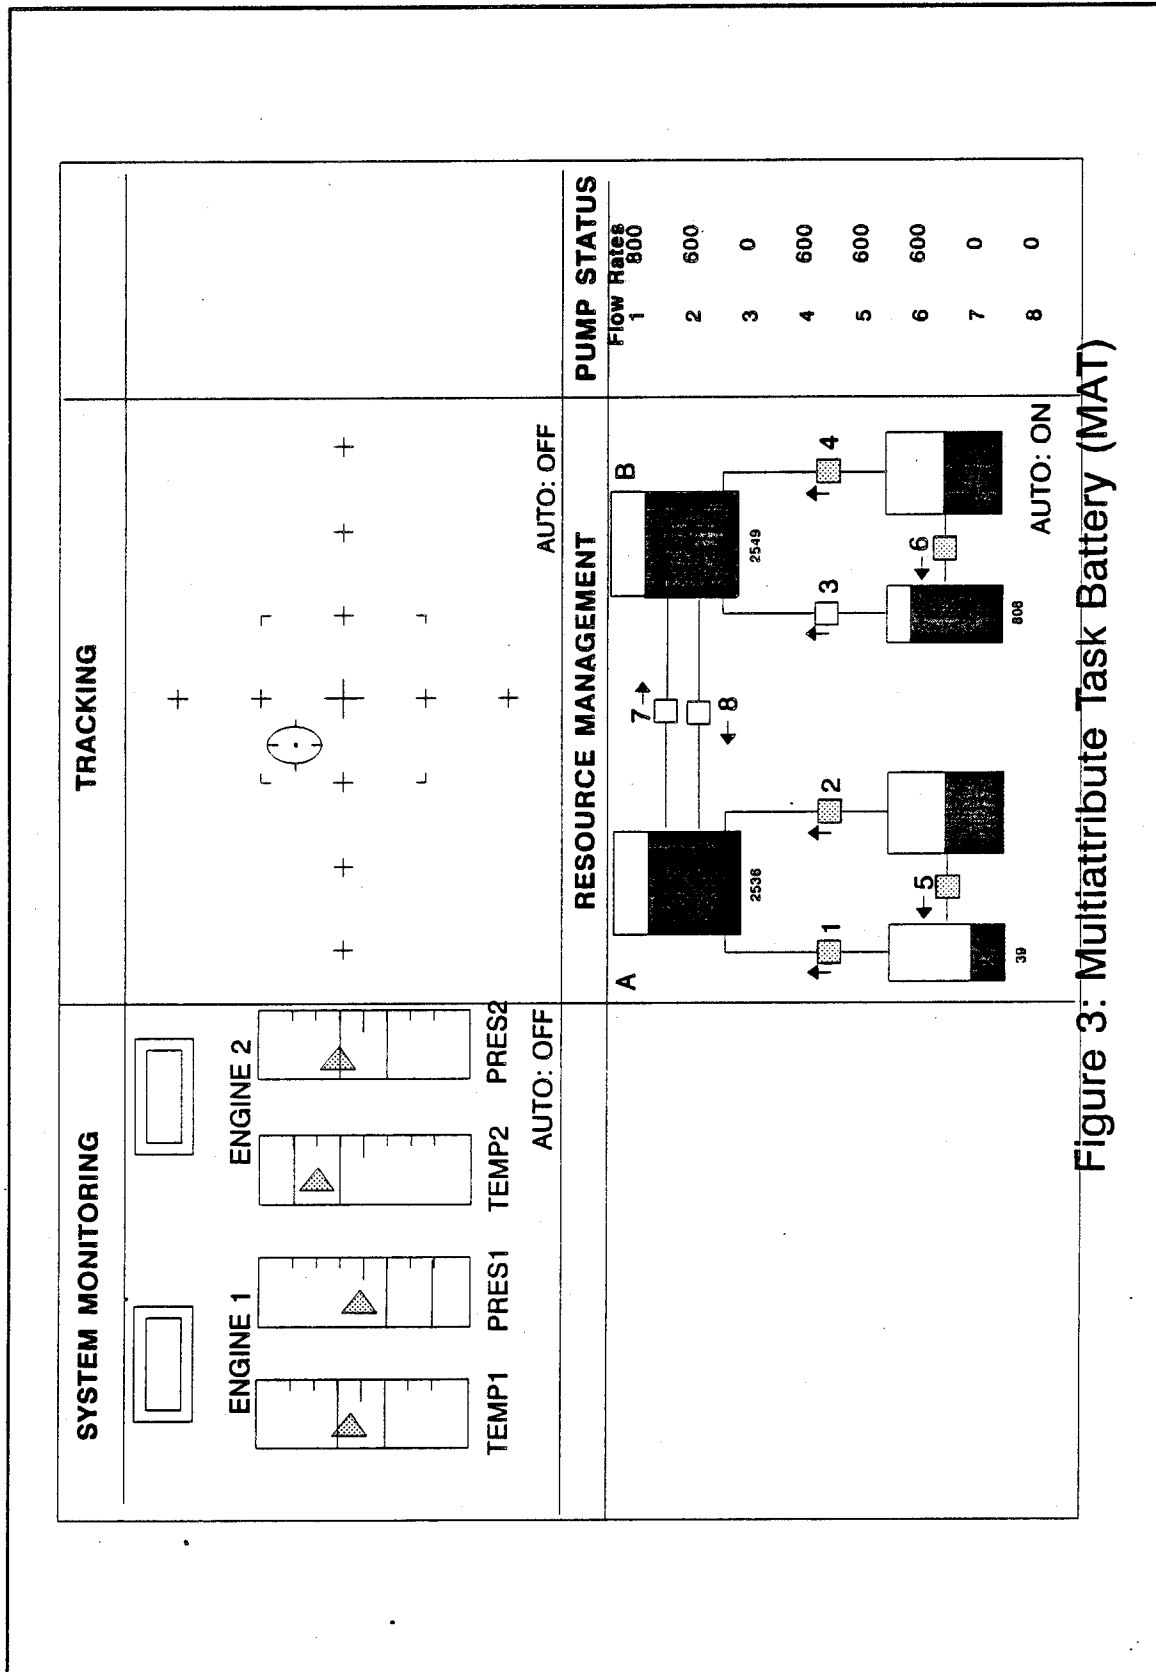 SYSTEM MONITORING
ENGINE 1
ENGINE 2
TEMP1
PRES1
TEMP2
PRES2
AUTO: OFF
TRACKING
AUTO: OFF
RESOURCE MANAGEMENT
A
B
7
8
2536
2549
1
2
3
4
5
6
39
808
AUTO: ON
PUMP STATUS
Flow Rates
1 800
2 600
3 0
4 600
5 600
6 600
7 0
8 0
Figure 3: Multiattribute Task Battery (MAT)